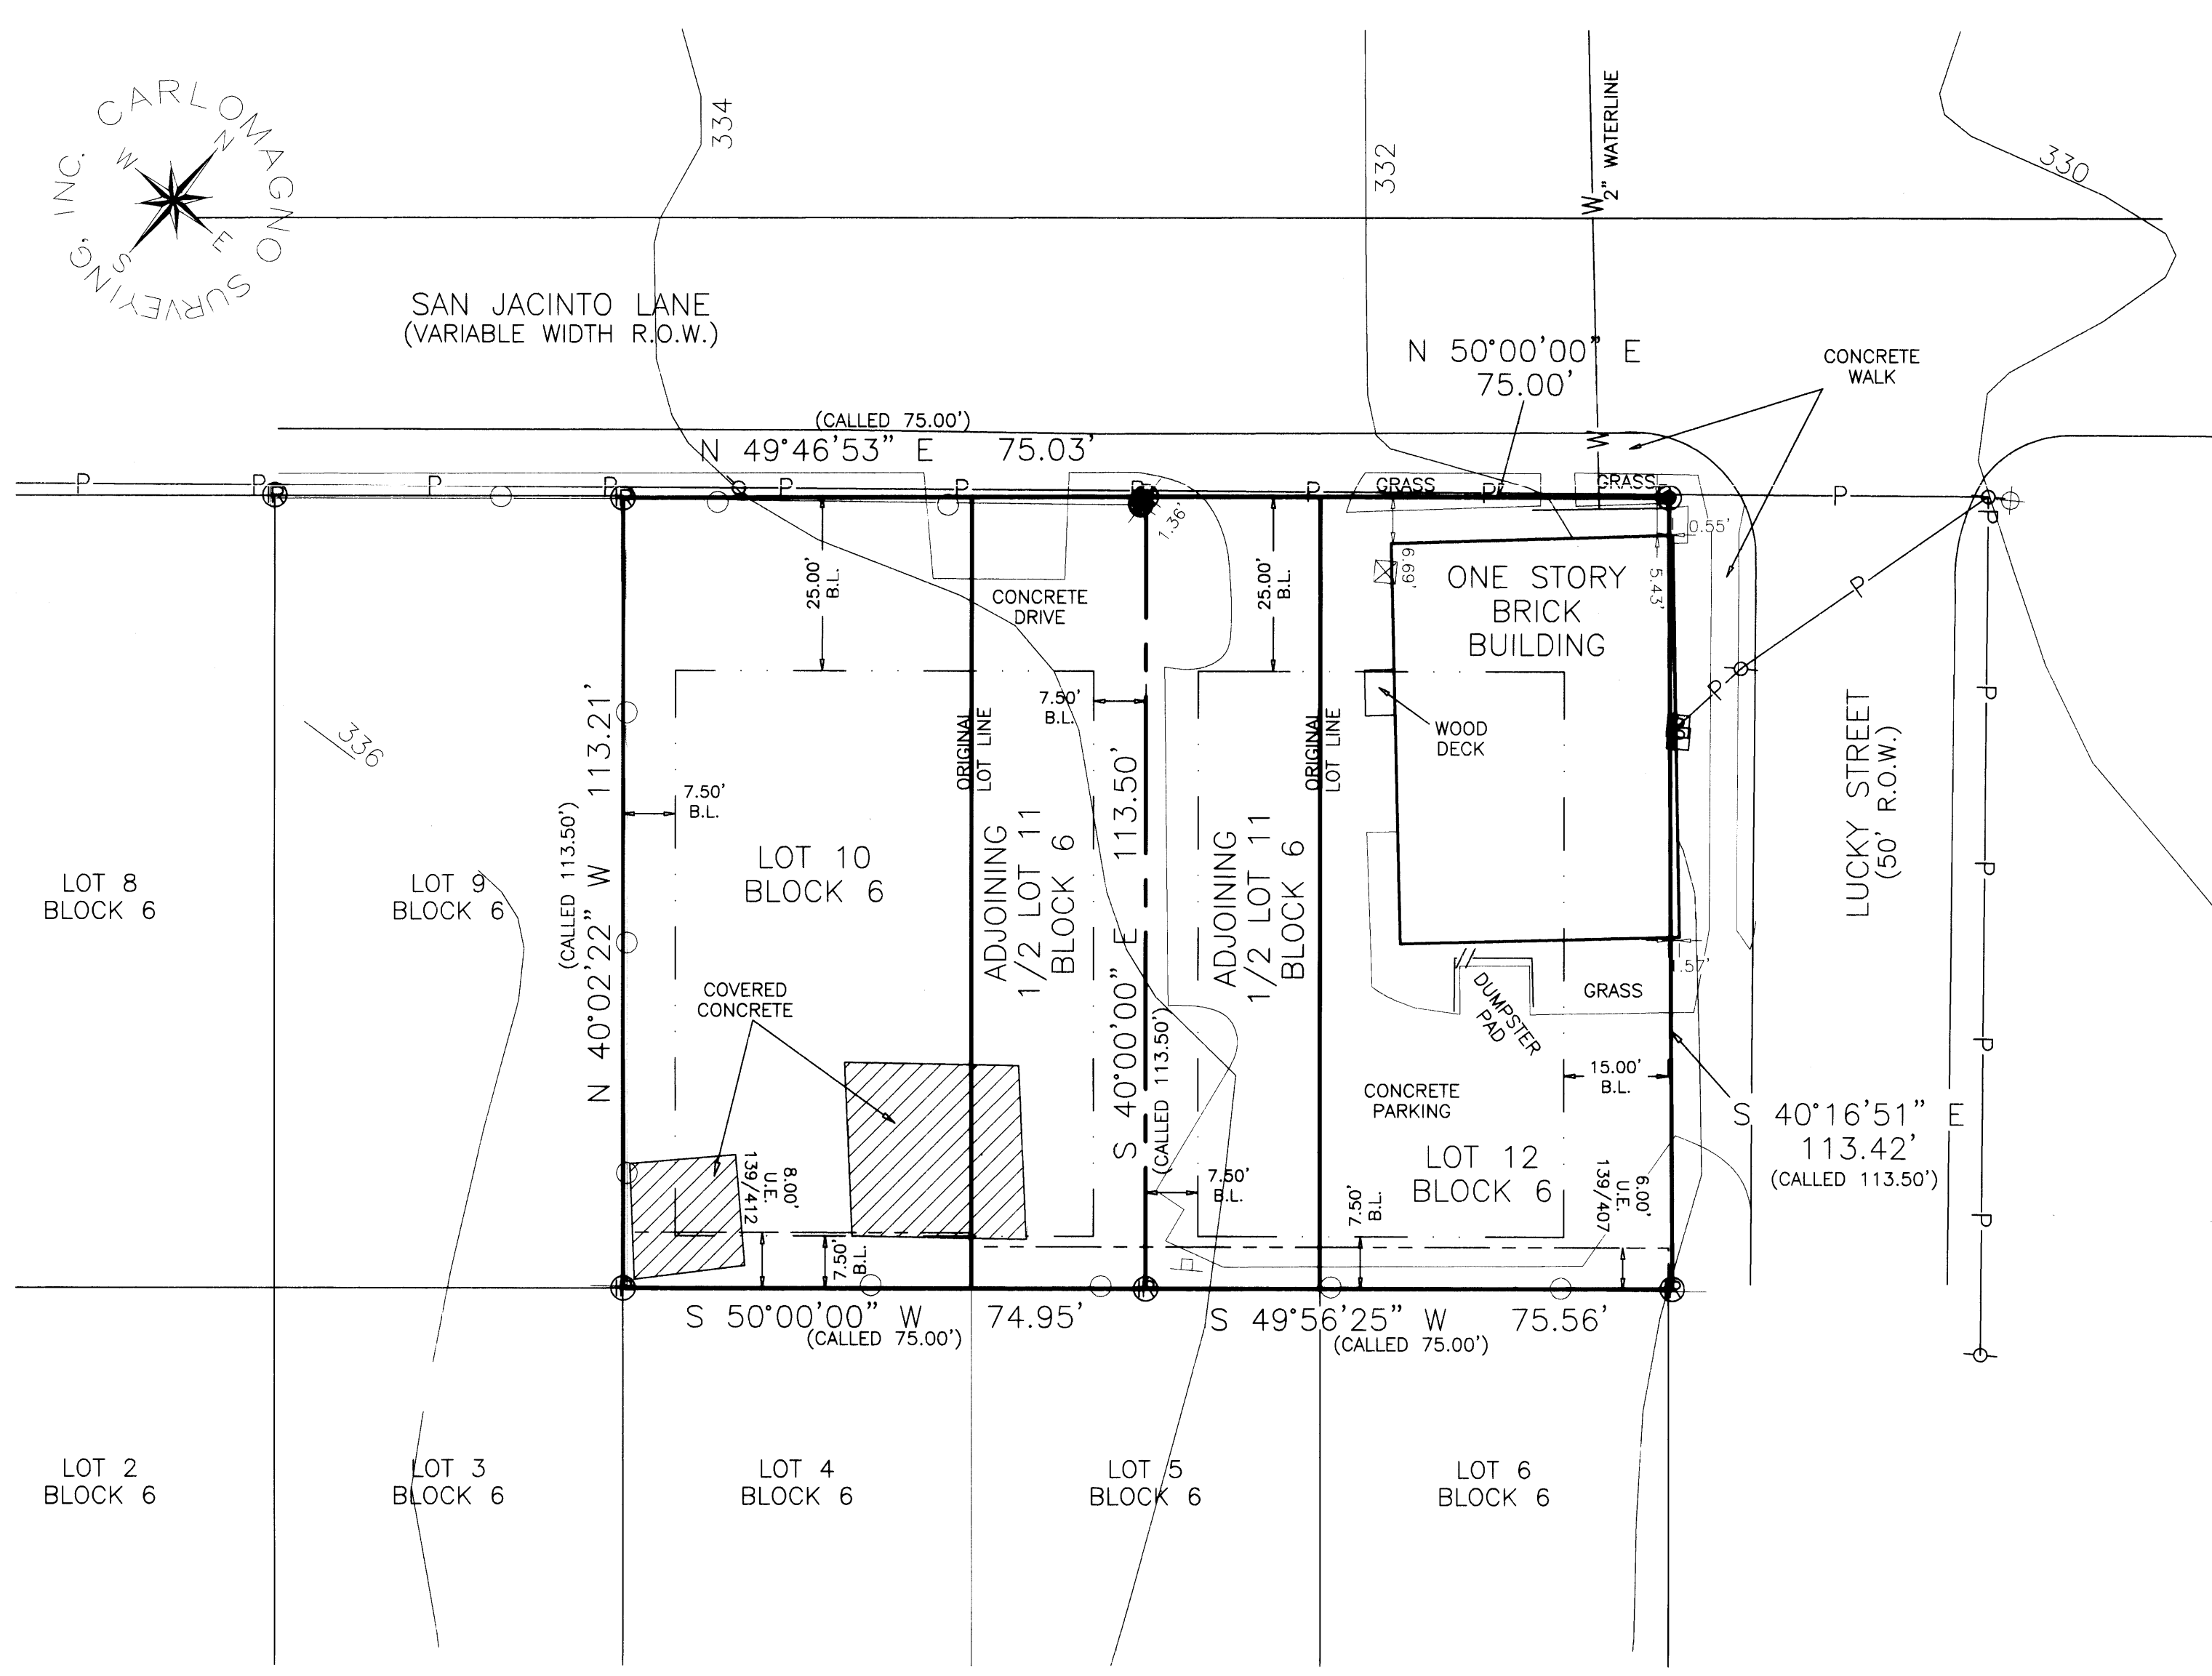 CARLOMAGNO SURVEYING, INC.
N
W
E
S
334
332
2" WATERLINE
W
330
SAN JACINTO LANE
(VARIABLE WIDTH R.O.W.)
N 50°00'00" E
75.00'
CONCRETE
WALK
(CALLED 75.00')
N 49°46'53" E 75.03'
W
P P P P P P P P P P
GRASS
GRASS
1.36'
0.55'
6.69'
5.43'
25.00'
B.L.
25.00'
B.L.
CONCRETE
DRIVE
ONE STORY
BRICK
BUILDING
P
P
P
P
7.50'
B.L.
ORIGINAL
LOT LINE
ORIGINAL
LOT LINE
WOOD
DECK
336
7.50'
B.L.
N 40°02'22" W 113.21'
(CALLED 113.50')
LOT 8
BLOCK 6
LOT 9
BLOCK 6
LOT 10
BLOCK 6
ADJOINING
1/2 LOT 11
BLOCK 6
S 40°00'00" E 113.50'
(CALLED 113.50')
ADJOINING
1/2 LOT 11
BLOCK 6
LUCKY STREET
(50' R.O.W.)
P
P
P
1.57'
COVERED
CONCRETE
DUMPSTER
PAD
GRASS
15.00'
B.L.
CONCRETE
PARKING
S 40°16'51" E
113.42'
(CALLED 113.50')
LOT 12
BLOCK 6
8.00'
U.E.
139/412
7.50'
B.L.
6.00'
U.E.
139/407
7.50'
B.L.
7.50'
B.L.
S 50°00'00" W 74.95'
(CALLED 75.00')
S 49°56'25" W 75.56'
(CALLED 75.00')
LOT 2
BLOCK 6
LOT 3
BLOCK 6
LOT 4
BLOCK 6
LOT 5
BLOCK 6
LOT 6
BLOCK 6